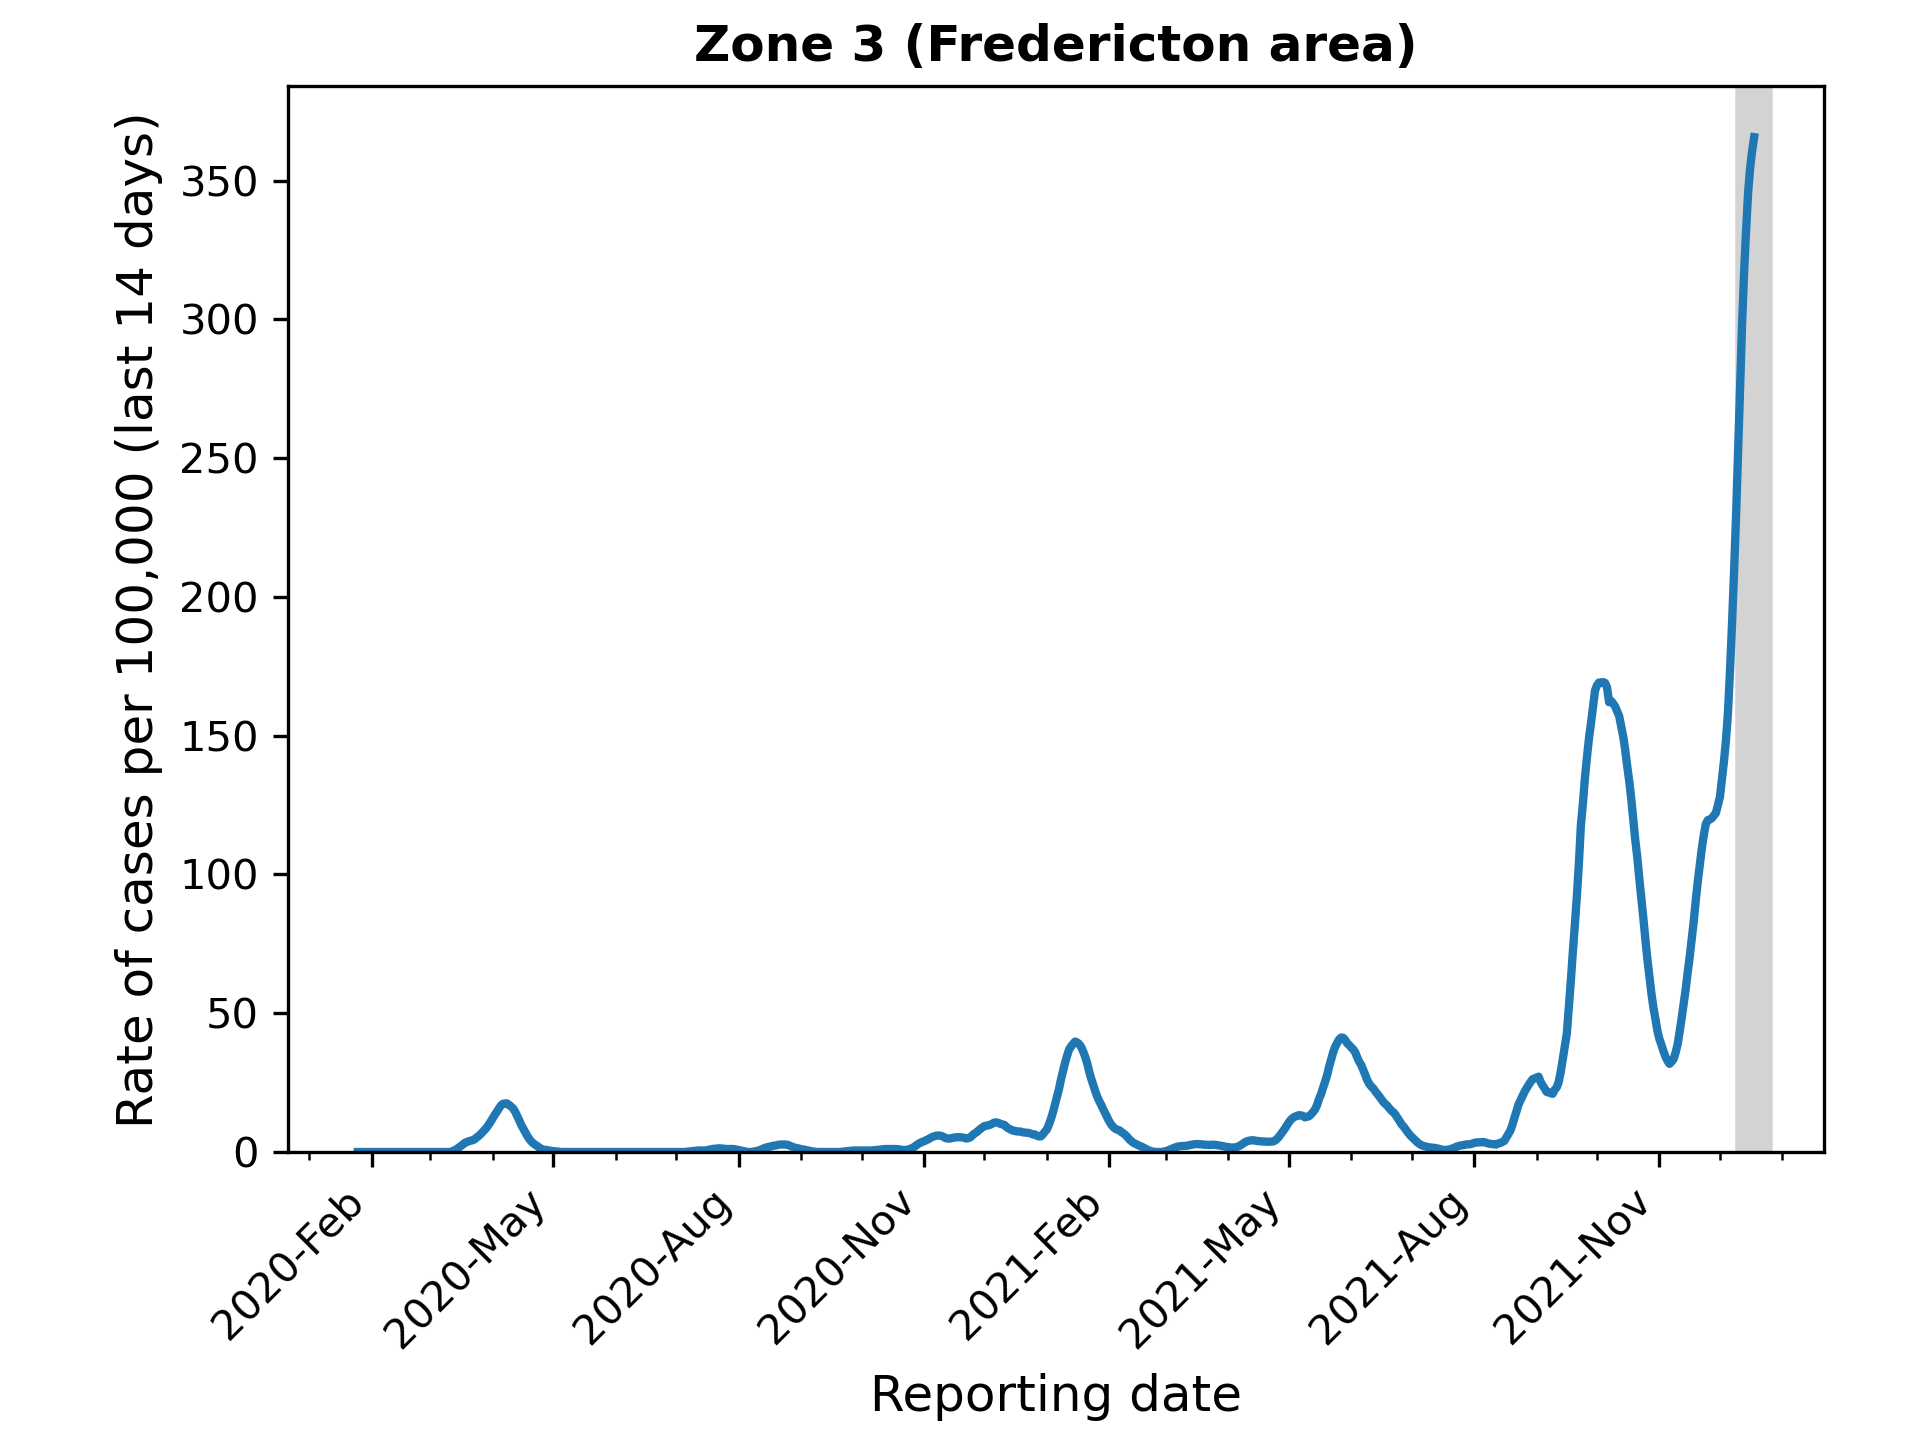 Zone 3 (Fredericton area)
Rate of cases per 100,000 (last 14 days)
350
300
250
200
150
100
50
0
2020-Feb
2020-May
2020-Aug
2020-Nov
2021-Feb
2021-May
2021-Aug
2021-Nov
Reporting date